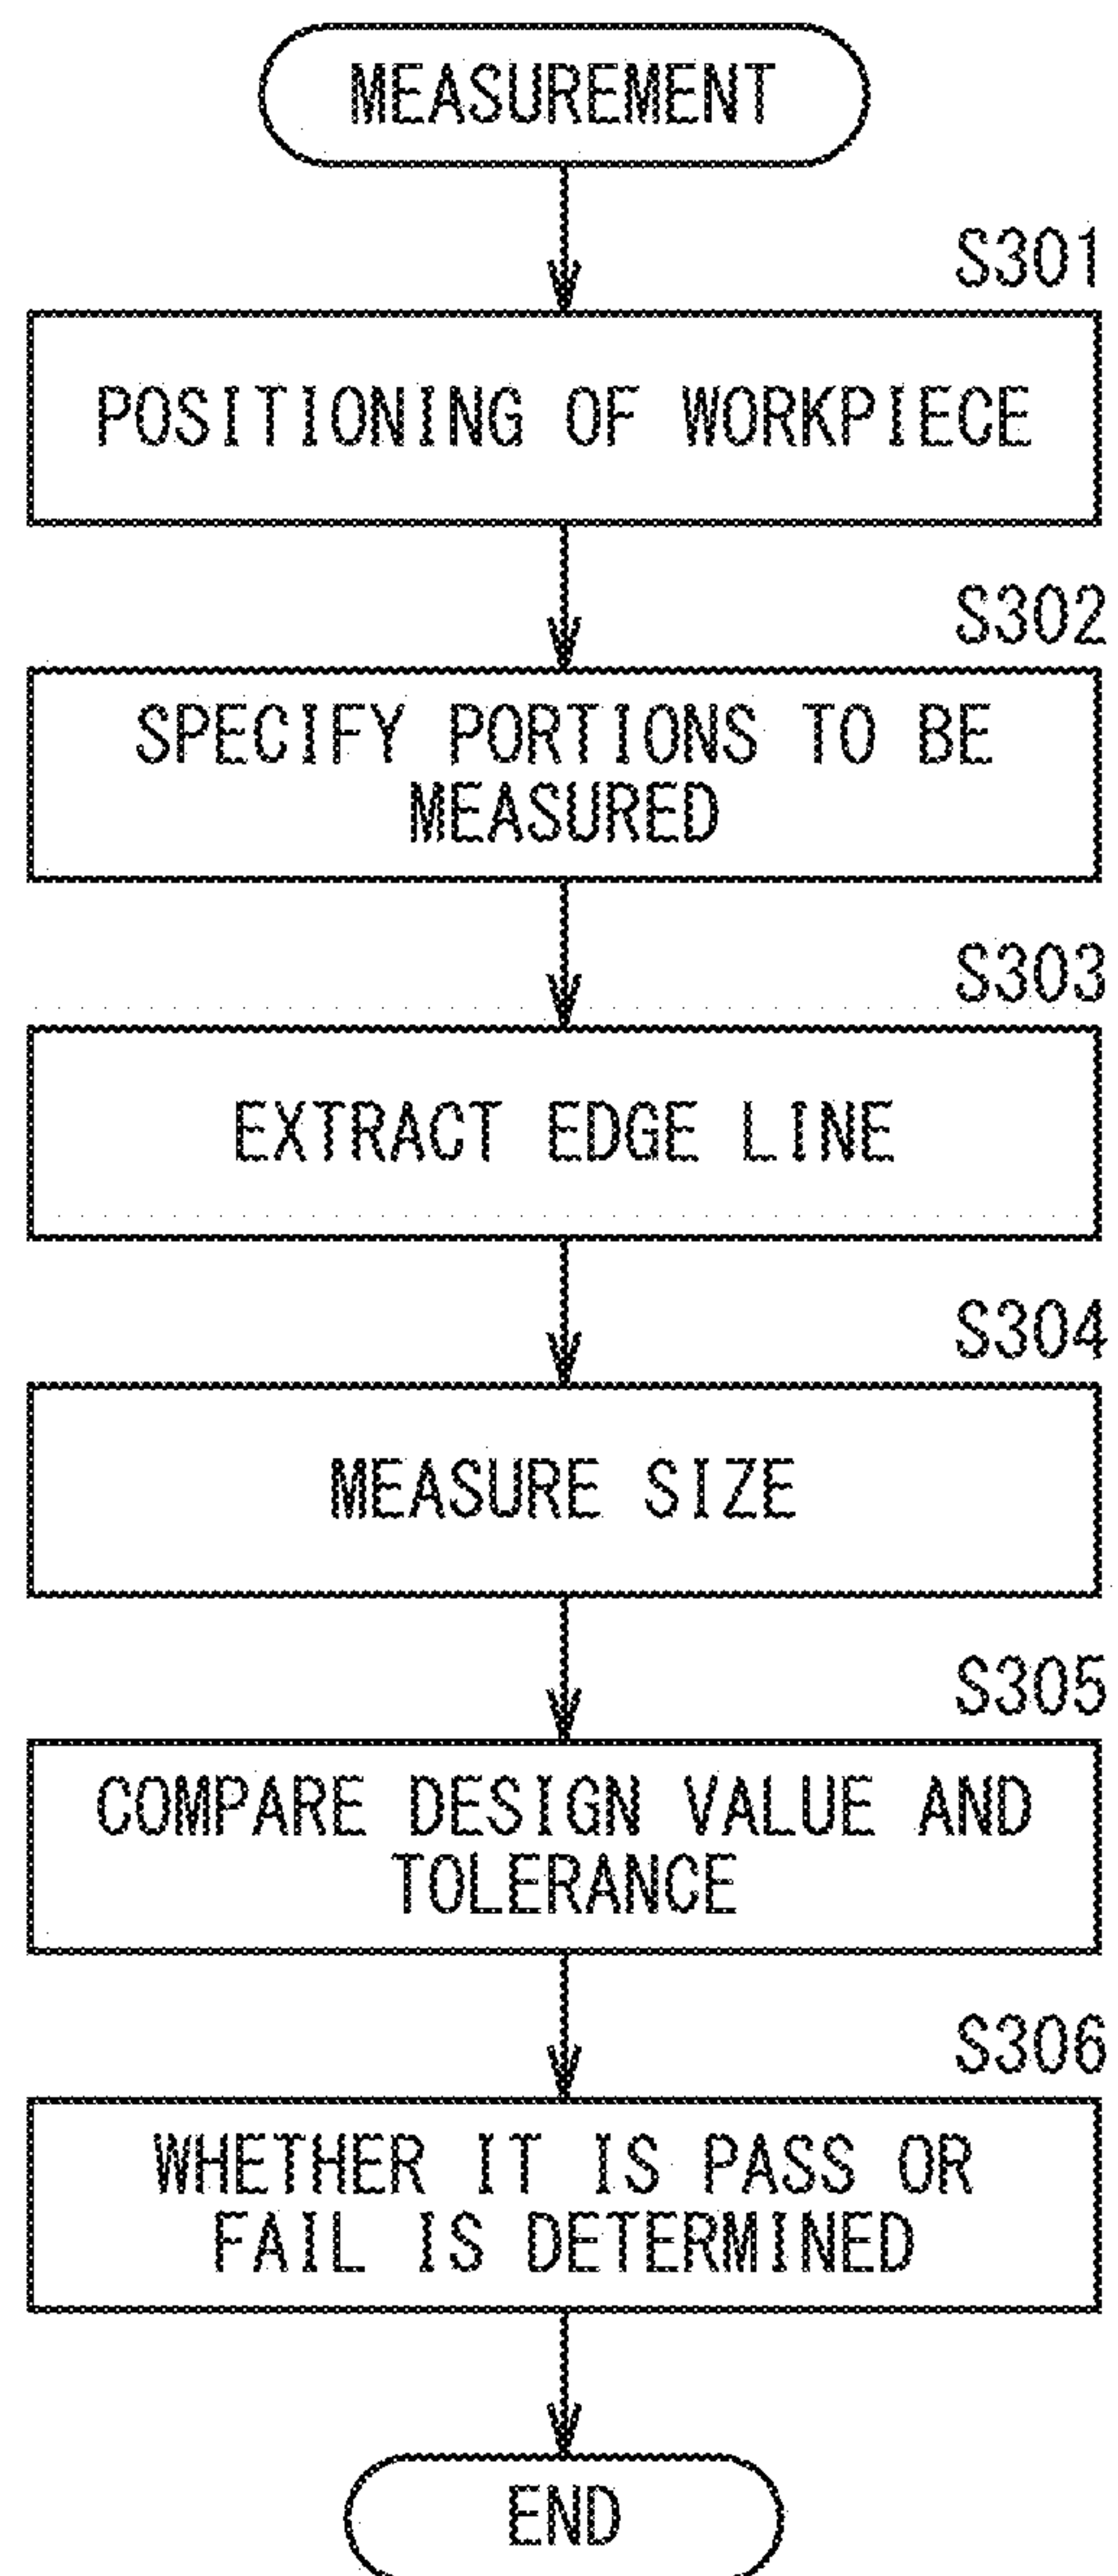 MEASUREMENT
S301
POSITIONING OF WORKPIECE
S302
SPECIFY PORTIONS TO BE
MEASURED
S303
EXTRACT EDGE LINE
S304
MEASURE SIZE
S305
COMPARE DESIGN VALUE AND
TOLERANCE
S306
WHETHER IT IS PASS OR
FAIL IS DETERMINED
END